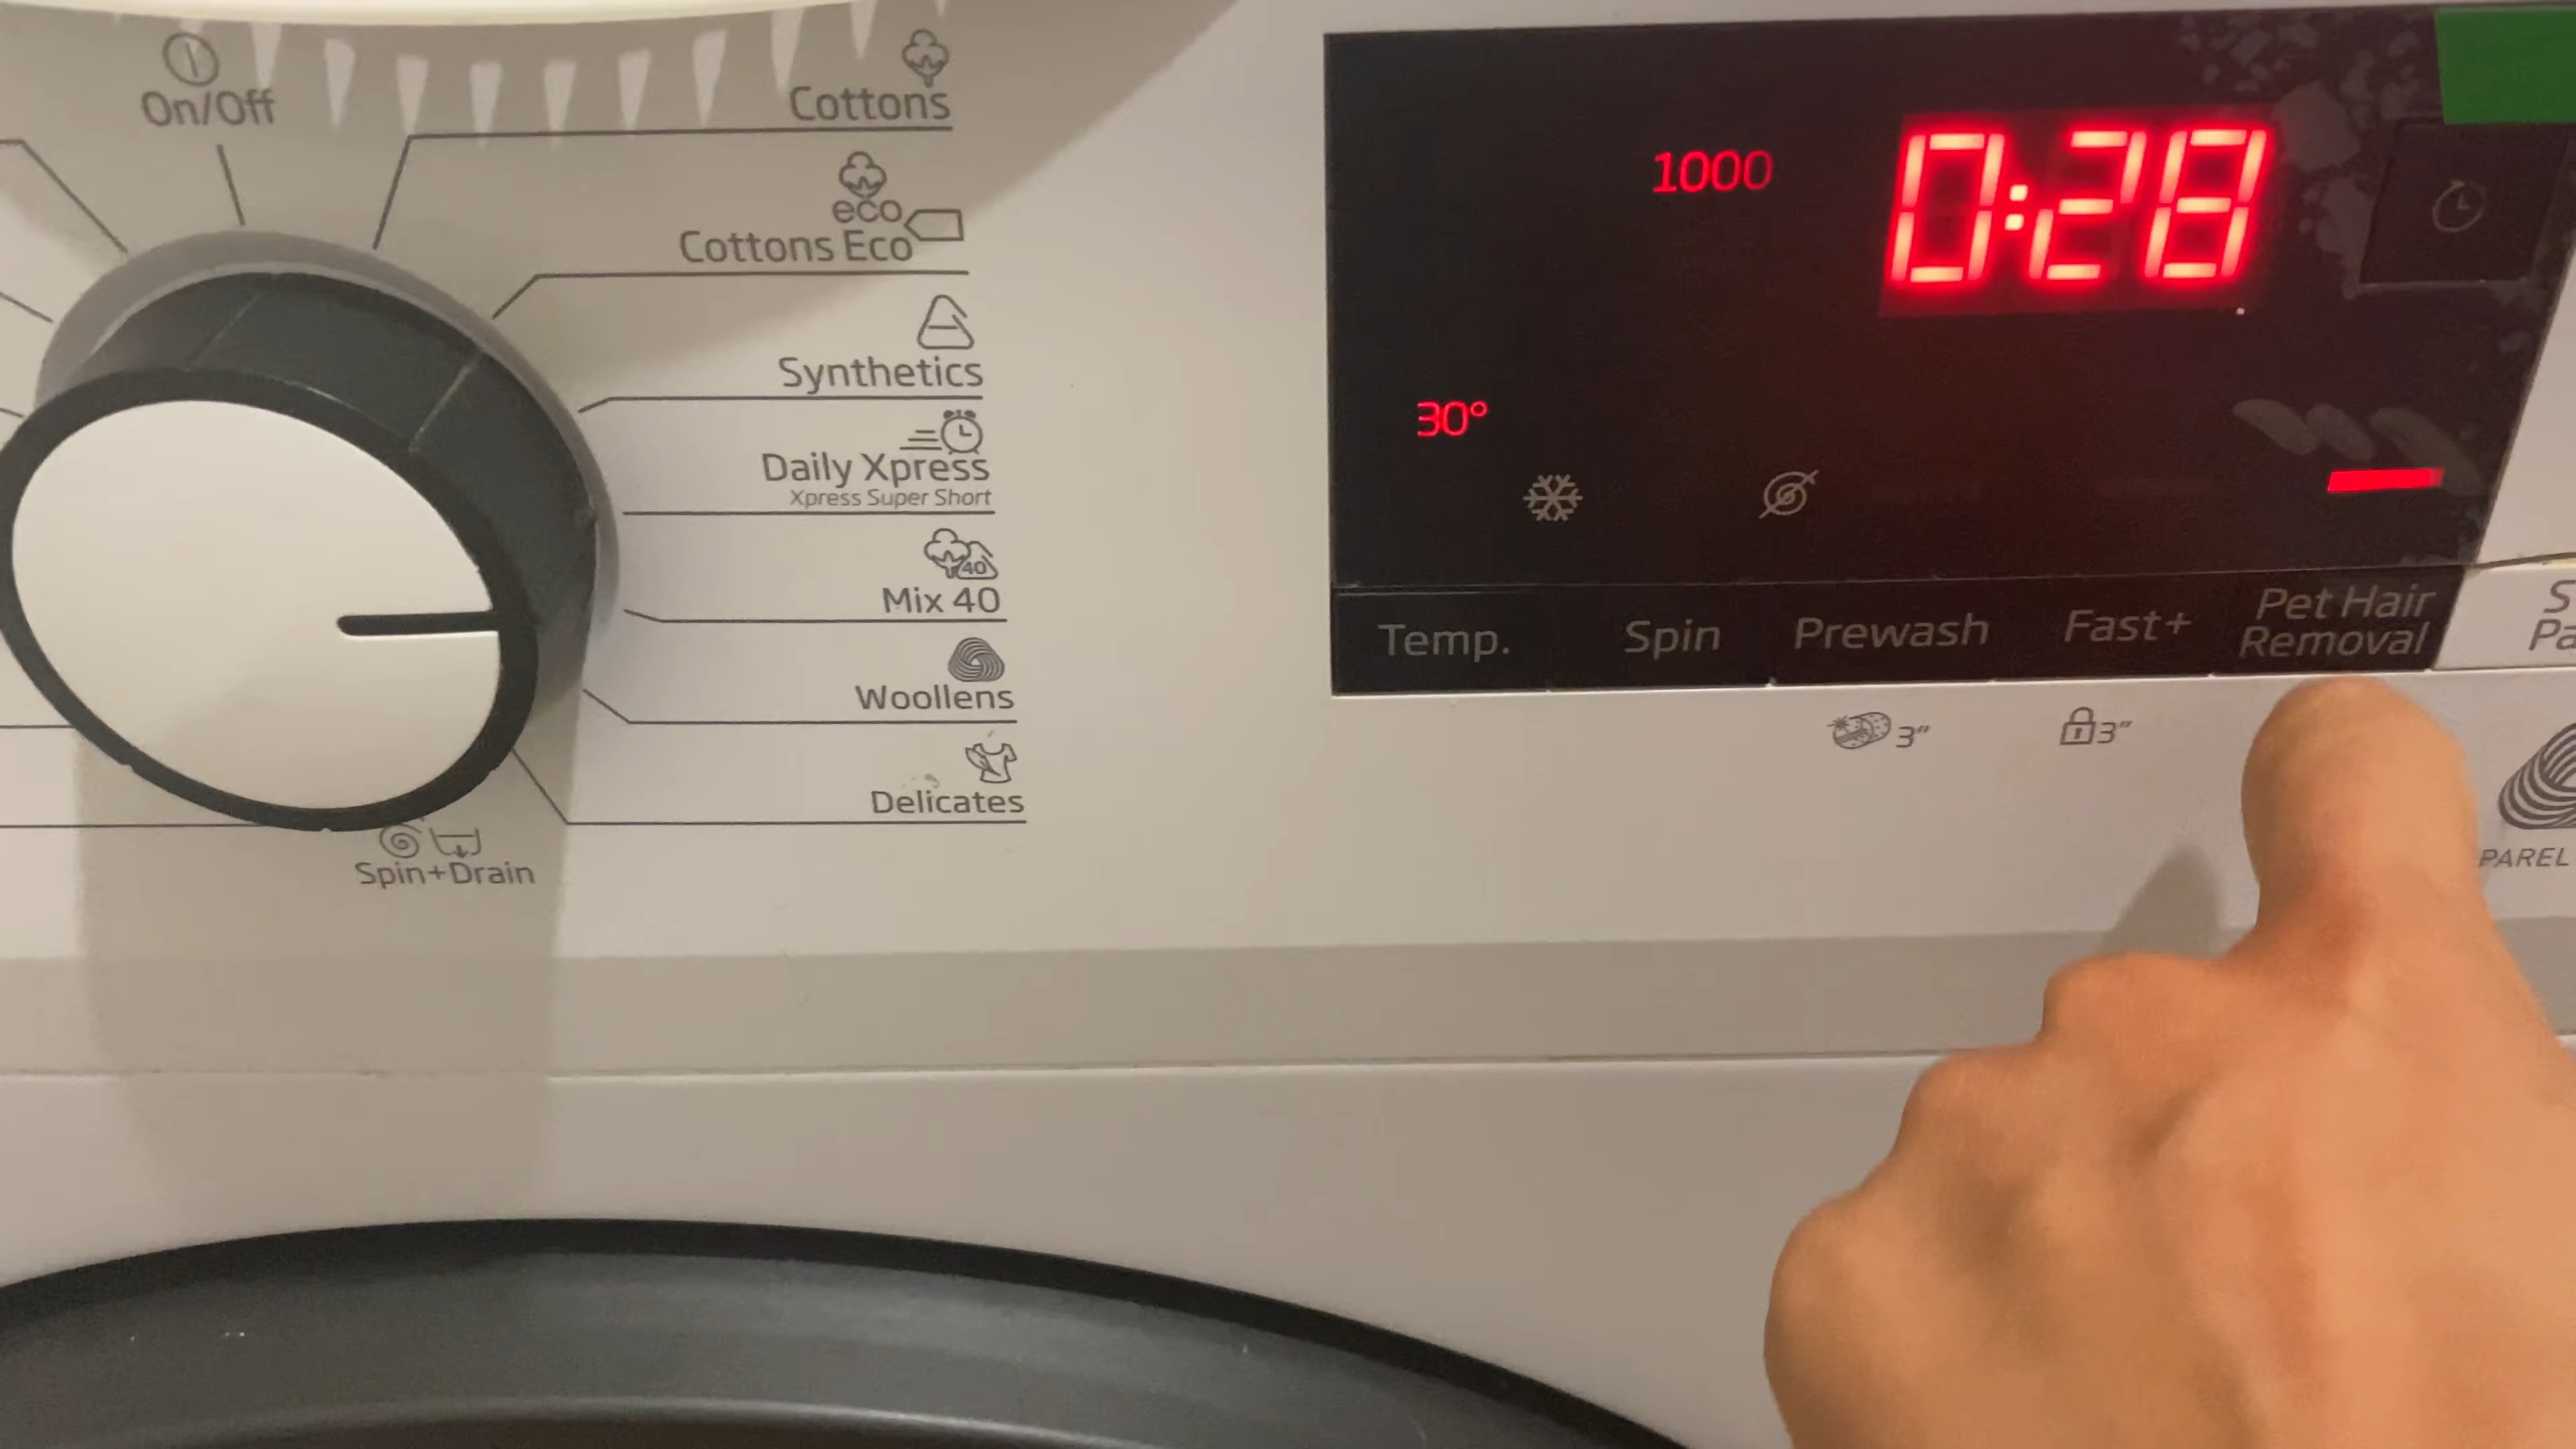 On/Off
Cottons
eco
Cottons Eco
Synthetics
Daily Xpress
Xpress Super Short
40
Mix 40
Woollens
Delicates
Spin+Drain
1000
0:28
30°
Temp.
Spin
Prewash
Fast+
Pet Hair
Removal
3"
3"